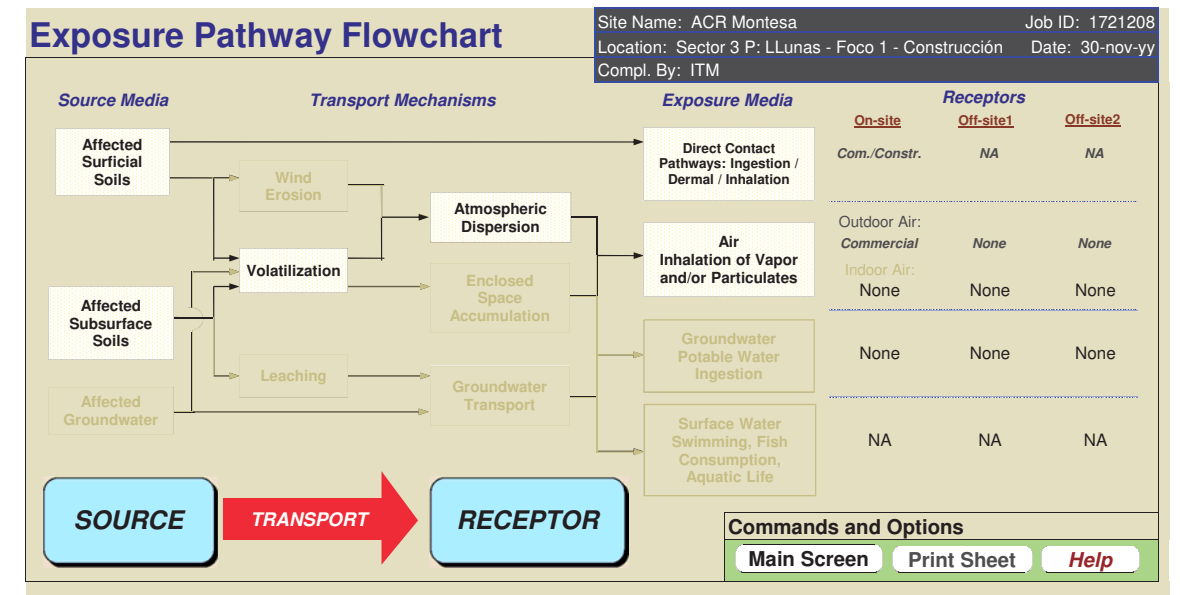 Exposure Pathway Flowchart
Site Name: ACR Montesa Job ID: 1721208
Location: Sector 3 P: LLunas - Foco 1 - Construcción Date: 30-nov-yy
Compl. By: ITM
Source Media
Transport Mechanisms
Exposure Media
Receptors
On-site
Off-site1
Off-site2
Affected
Surficial
Soils
Wind
Erosion
Volatilization
Atmospheric
Dispersion
Enclosed
Space
Accumulation
Affected
Subsurface
Soils
Leaching
Groundwater
Transport
Affected
Groundwater
Direct Contact
Pathways: Ingestion /
Dermal / Inhalation
Com./Constr. NA NA
Air
Inhalation of Vapor
and/or Particulates
Outdoor Air:
Commercial None None
Indoor Air:
None None None
Groundwater
Potable Water
Ingestion
None None None
Surface Water
Swimming, Fish
Consumption,
Aquatic Life
NA NA NA
SOURCE
TRANSPORT
RECEPTOR
Commands and Options
Main Screen
Print Sheet
Help